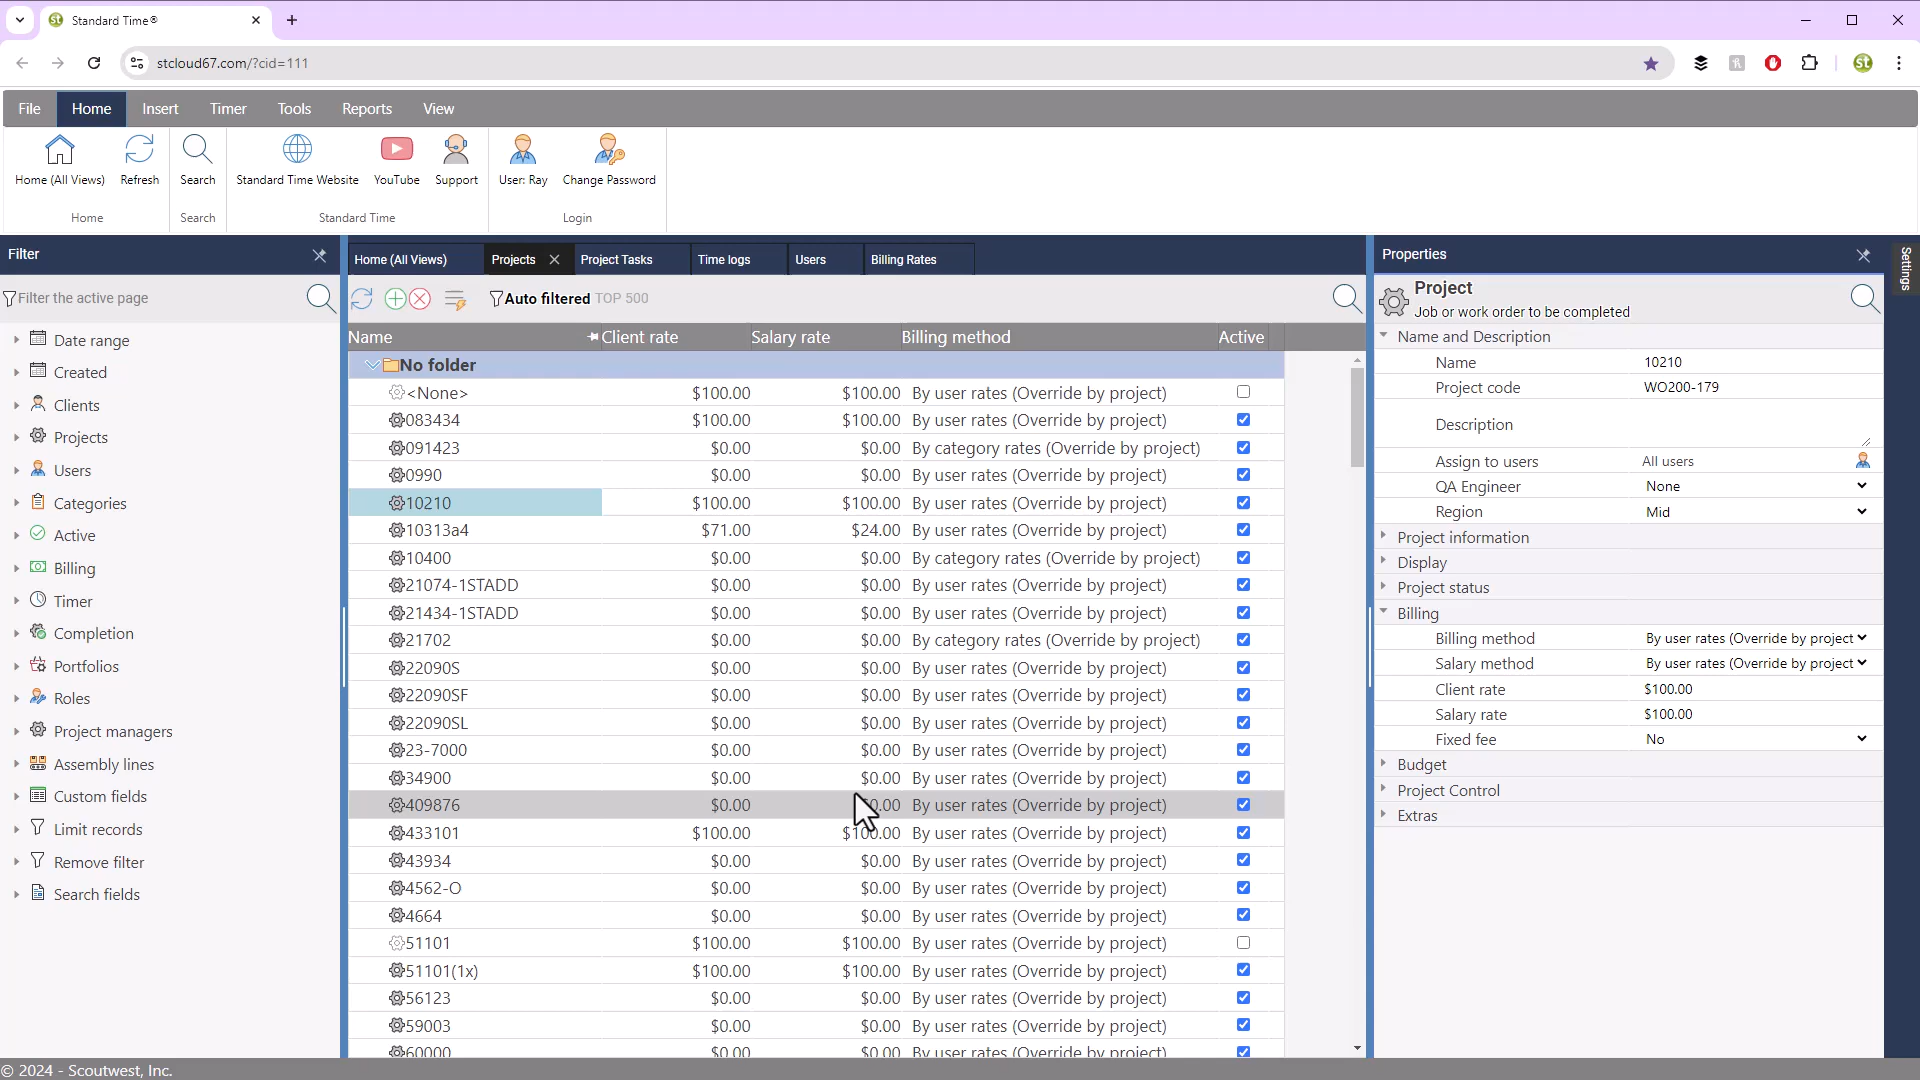 Standard Time®
stcloud67.com/?cid=111
File Home Insert Timer Tools Reports View
Home (All Views) Refresh Search Standard Time Website YouTube Support User: Ray Change Password
Home Search Standard Time Login
Filter
Filter the active page
Date range
Created
Clients
Projects
Users
Categories
Active
Billing
Timer
Completion
Portfolios
Roles
Project managers
Assembly lines
Custom fields
Limit records
Remove filter
Search fields
Home (All Views) Projects Project Tasks Time logs Users Billing Rates
Auto filtered TOP 500
Name Client rate Salary rate Billing method Active
No folder
<None> $100.00 $100.00 By user rates (Override by project)
083434 $100.00 $100.00 By user rates (Override by project)
091423 $0.00 $0.00 By category rates (Override by project)
0990 $0.00 $0.00 By user rates (Override by project)
10210 $100.00 $100.00 By user rates (Override by project)
10313a4 $71.00 $24.00 By user rates (Override by project)
10400 $0.00 $0.00 By category rates (Override by project)
21074-1STADD $0.00 $0.00 By user rates (Override by project)
21434-1STADD $0.00 $0.00 By user rates (Override by project)
21702 $0.00 $0.00 By category rates (Override by project)
22090S $0.00 $0.00 By user rates (Override by project)
22090SF $0.00 $0.00 By user rates (Override by project)
22090SL $0.00 $0.00 By user rates (Override by project)
23-7000 $0.00 $0.00 By user rates (Override by project)
34900 $0.00 $0.00 By user rates (Override by project)
409876 $0.00 $0.00 By user rates (Override by project)
433101 $100.00 $100.00 By user rates (Override by project)
43934 $0.00 $0.00 By user rates (Override by project)
4562-O $0.00 $0.00 By user rates (Override by project)
4664 $0.00 $0.00 By user rates (Override by project)
51101 $100.00 $100.00 By user rates (Override by project)
51101(1x) $100.00 $100.00 By user rates (Override by project)
56123 $0.00 $0.00 By user rates (Override by project)
59003 $0.00 $0.00 By user rates (Override by project)
60000 $0.00 $0.00 By user rates (Override by project)
Properties
Settings
Project
Job or work order to be completed
Name and Description
Name 10210
Project code WO200-179
Description
Assign to users All users
QA Engineer None
Region Mid
Project information
Display
Project status
Billing
Billing method By user rates (Override by project
Salary method By user rates (Override by project
Client rate $100.00
Salary rate $100.00
Fixed fee No
Budget
Project Control
Extras
© 2024 - Scoutwest, Inc.